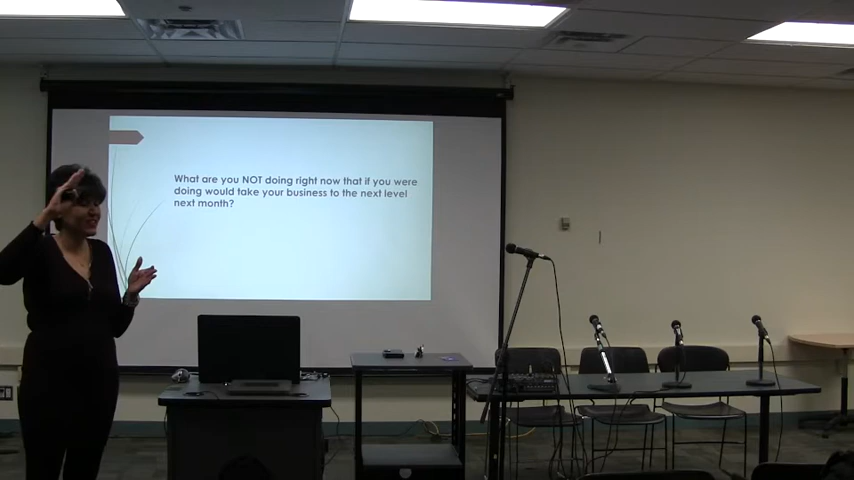 What are you NOT doing right now that if you were
doing would take your business to the next level
next month?